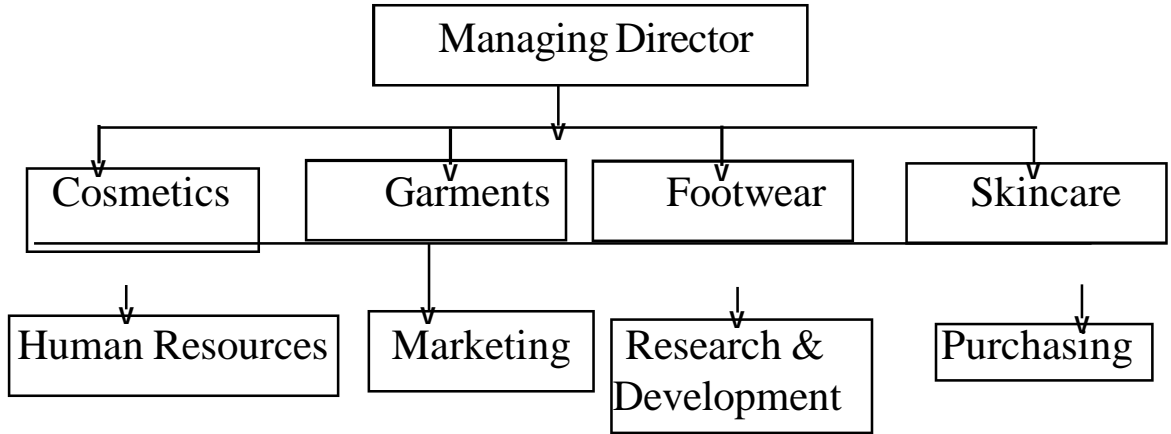 Managing Director
Cosmetics
Garments
Footwear
Skincare
Human Resources
Marketing
Research &
Development
Purchasing